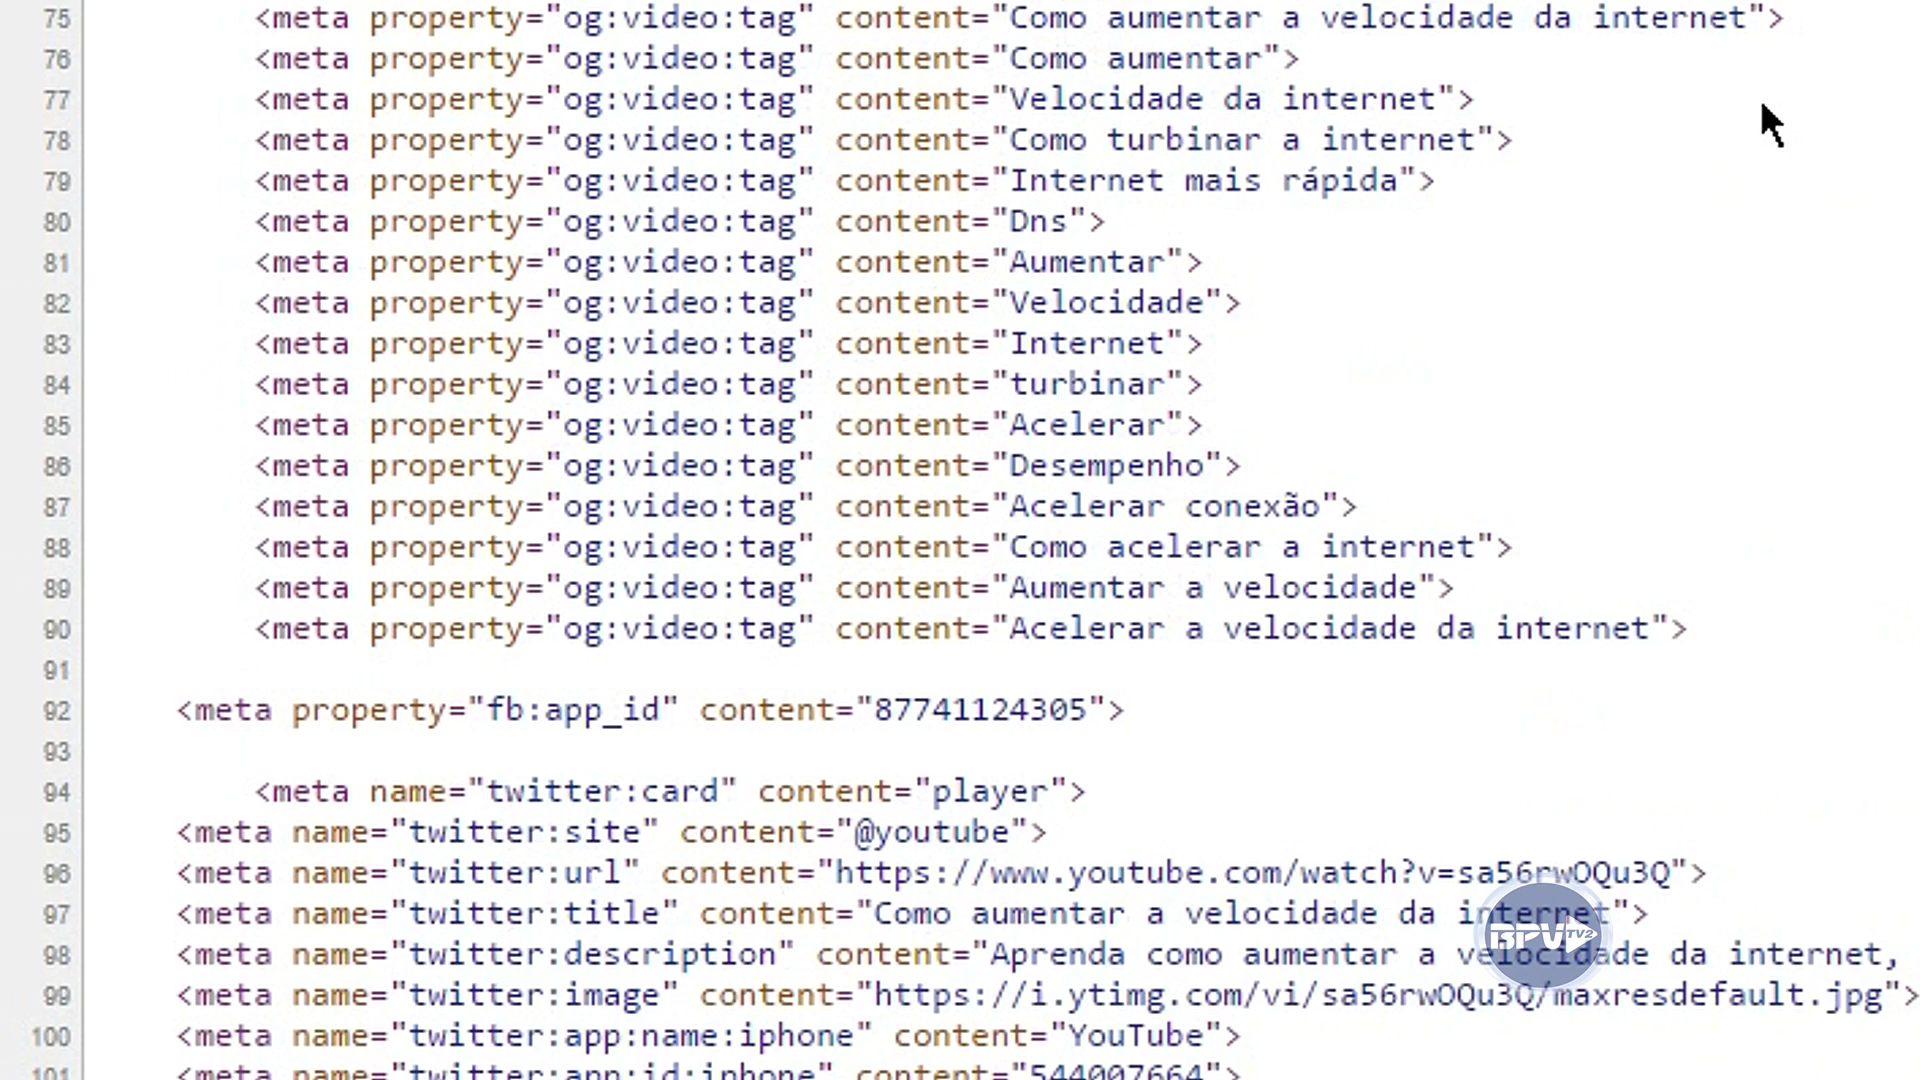 75 <meta property="og:video:tag" content="Como aumentar a velocidade da internet">
76 <meta property="og:video:tag" content="Como aumentar">
77 <meta property="og:video:tag" content="Velocidade da internet">
78 <meta property="og:video:tag" content="Como turbinar a internet">
79 <meta property="og:video:tag" content="Internet mais rápida">
80 <meta property="og:video:tag" content="Dns">
81 <meta property="og:video:tag" content="Aumentar">
82 <meta property="og:video:tag" content="Velocidade">
83 <meta property="og:video:tag" content="Internet">
84 <meta property="og:video:tag" content="turbinar">
85 <meta property="og:video:tag" content="Acelerar">
86 <meta property="og:video:tag" content="Desempenho">
87 <meta property="og:video:tag" content="Acelerar conexão">
88 <meta property="og:video:tag" content="Como acelerar a internet">
89 <meta property="og:video:tag" content="Aumentar a velocidade">
90 <meta property="og:video:tag" content="Acelerar a velocidade da internet">
91
92 <meta property="fb:app_id" content="87741124305">
93
94 <meta name="twitter:card" content="player">
95 <meta name="twitter:site" content="@youtube">
96 <meta name="twitter:url" content="https://www.youtube.com/watch?v=sa56rwOQu3Q">
97 <meta name="twitter:title" content="Como aumentar a velocidade da internet">
BPV TV2
98 <meta name="twitter:description" content="Aprenda como aumentar a velocidade da internet,
99 <meta name="twitter:image" content="https://i.ytimg.com/vi/sa56rwOQu3Q/maxresdefault.jpg">
100 <meta name="twitter:app:name:iphone" content="YouTube">
101 <meta name="twitter:app:id:iphone" content="544007664">